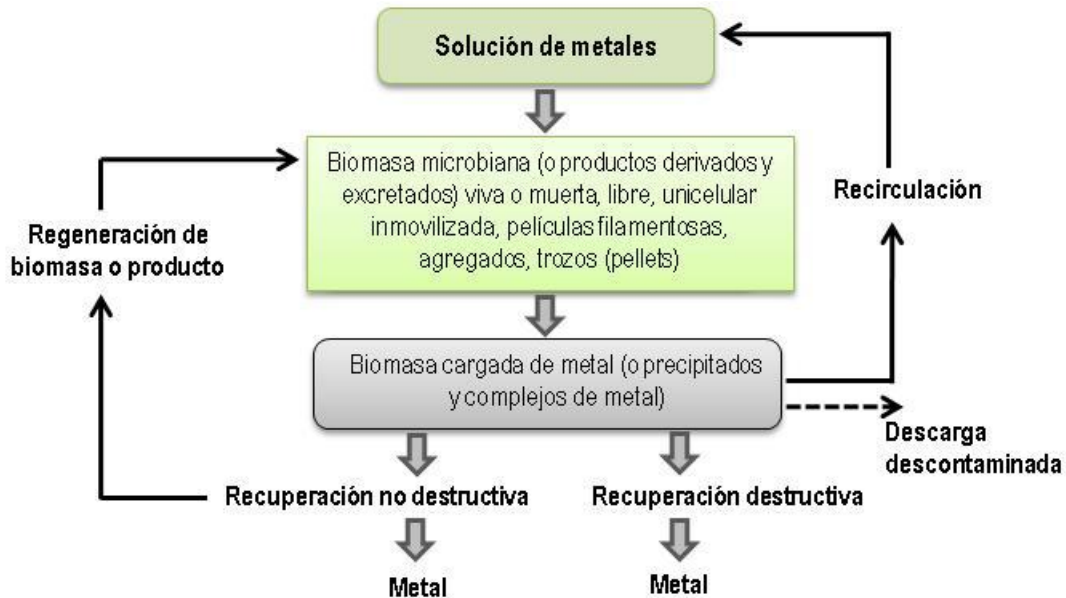 Solución de metales
Biomasa microbiana (o productos derivados y
excretados) viva o muerta, libre, unicelular
inmovilizada, películas filamentosas,
agregados, trozos (pellets)
Recirculación
Regeneración de
biomasa o producto
Biomasa cargada de metal (o precipitados
y complejos de metal)
Descarga
descontaminada
Recuperación no destructiva
Recuperación destructiva
Metal
Metal